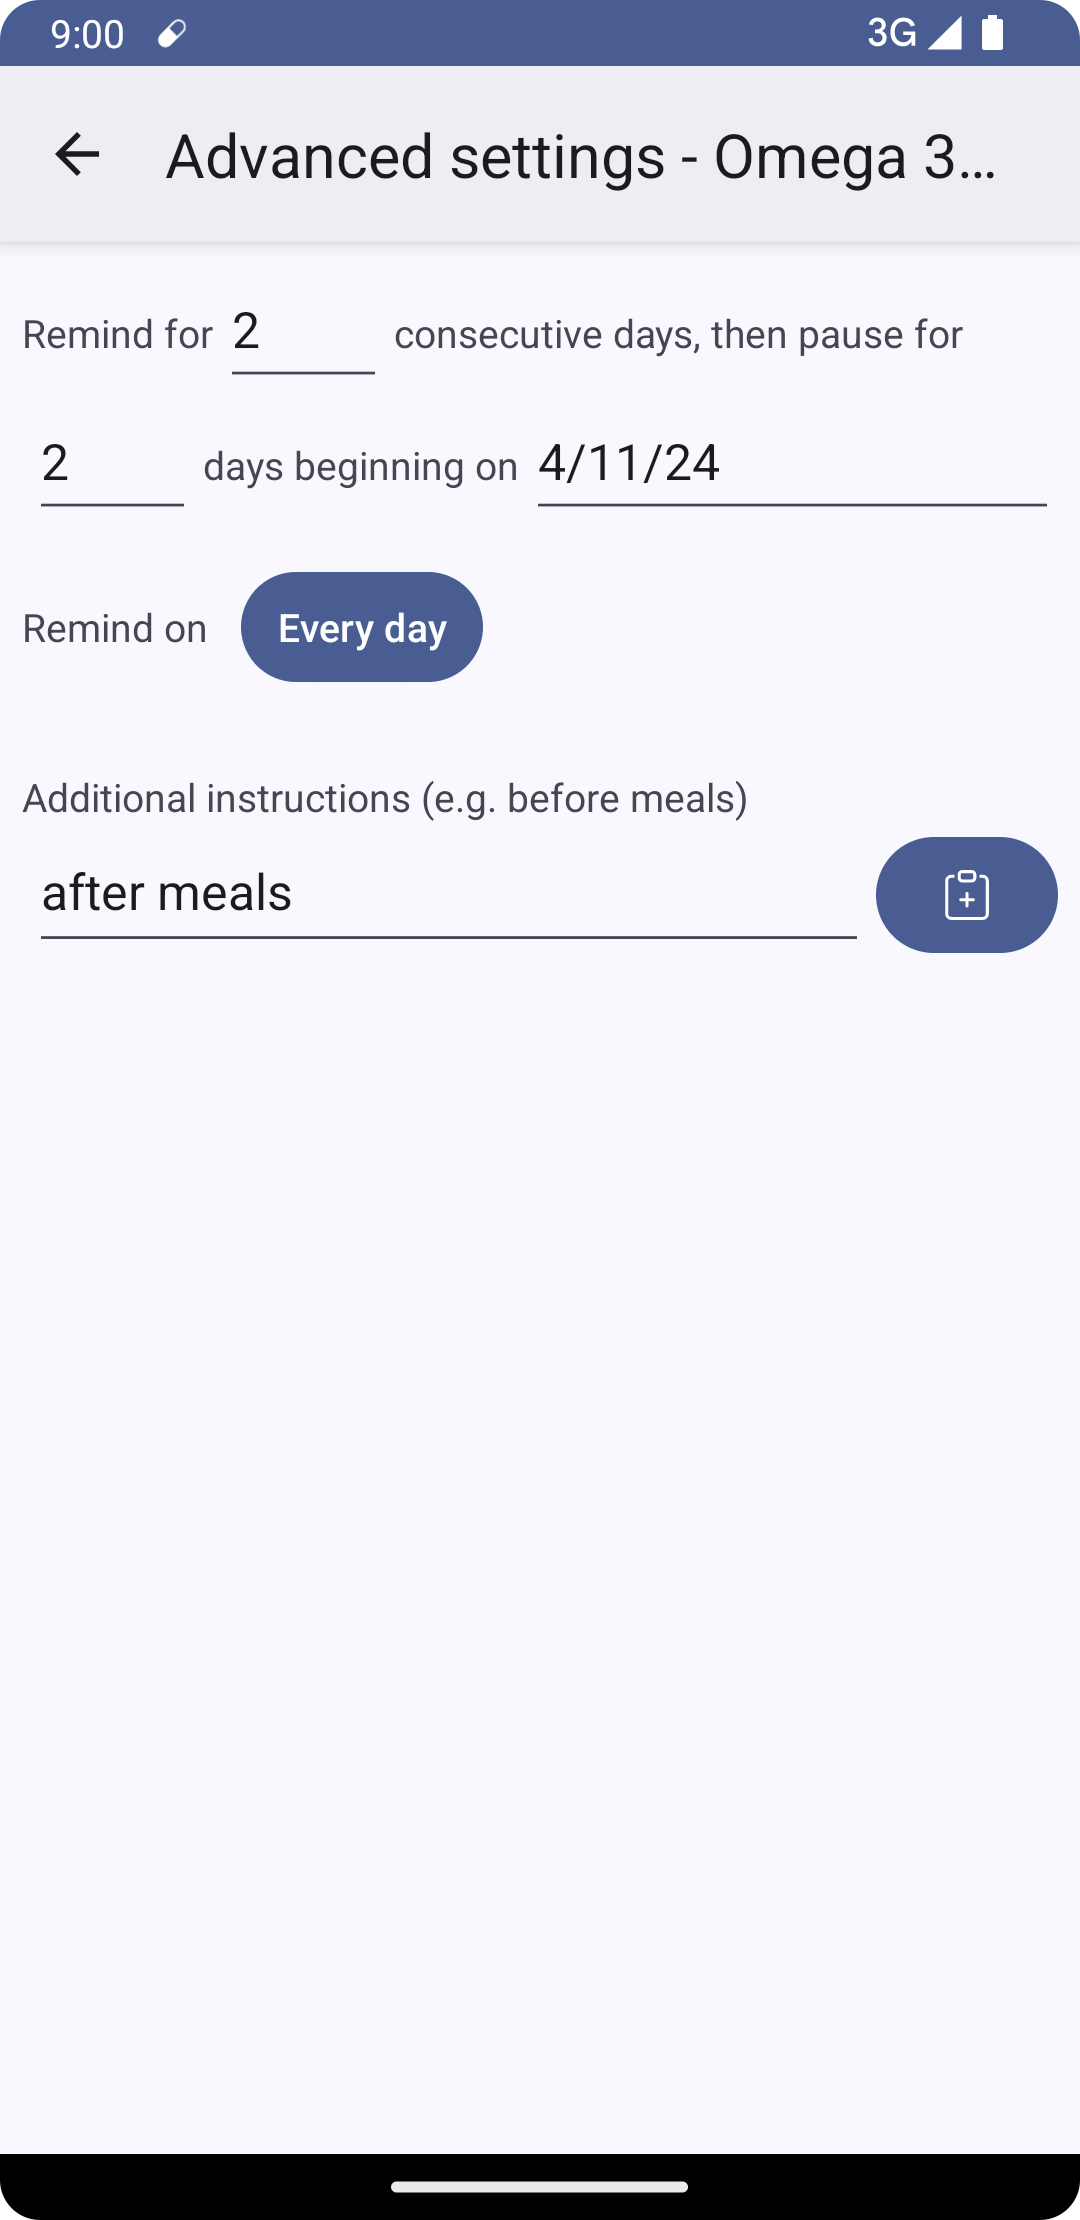 9:00 3G
Advanced settings - Omega 3…
Remind for 2 consecutive days, then pause for
2 days beginning on 4/11/24
Remind on Every day
Additional instructions (e.g. before meals)
after meals